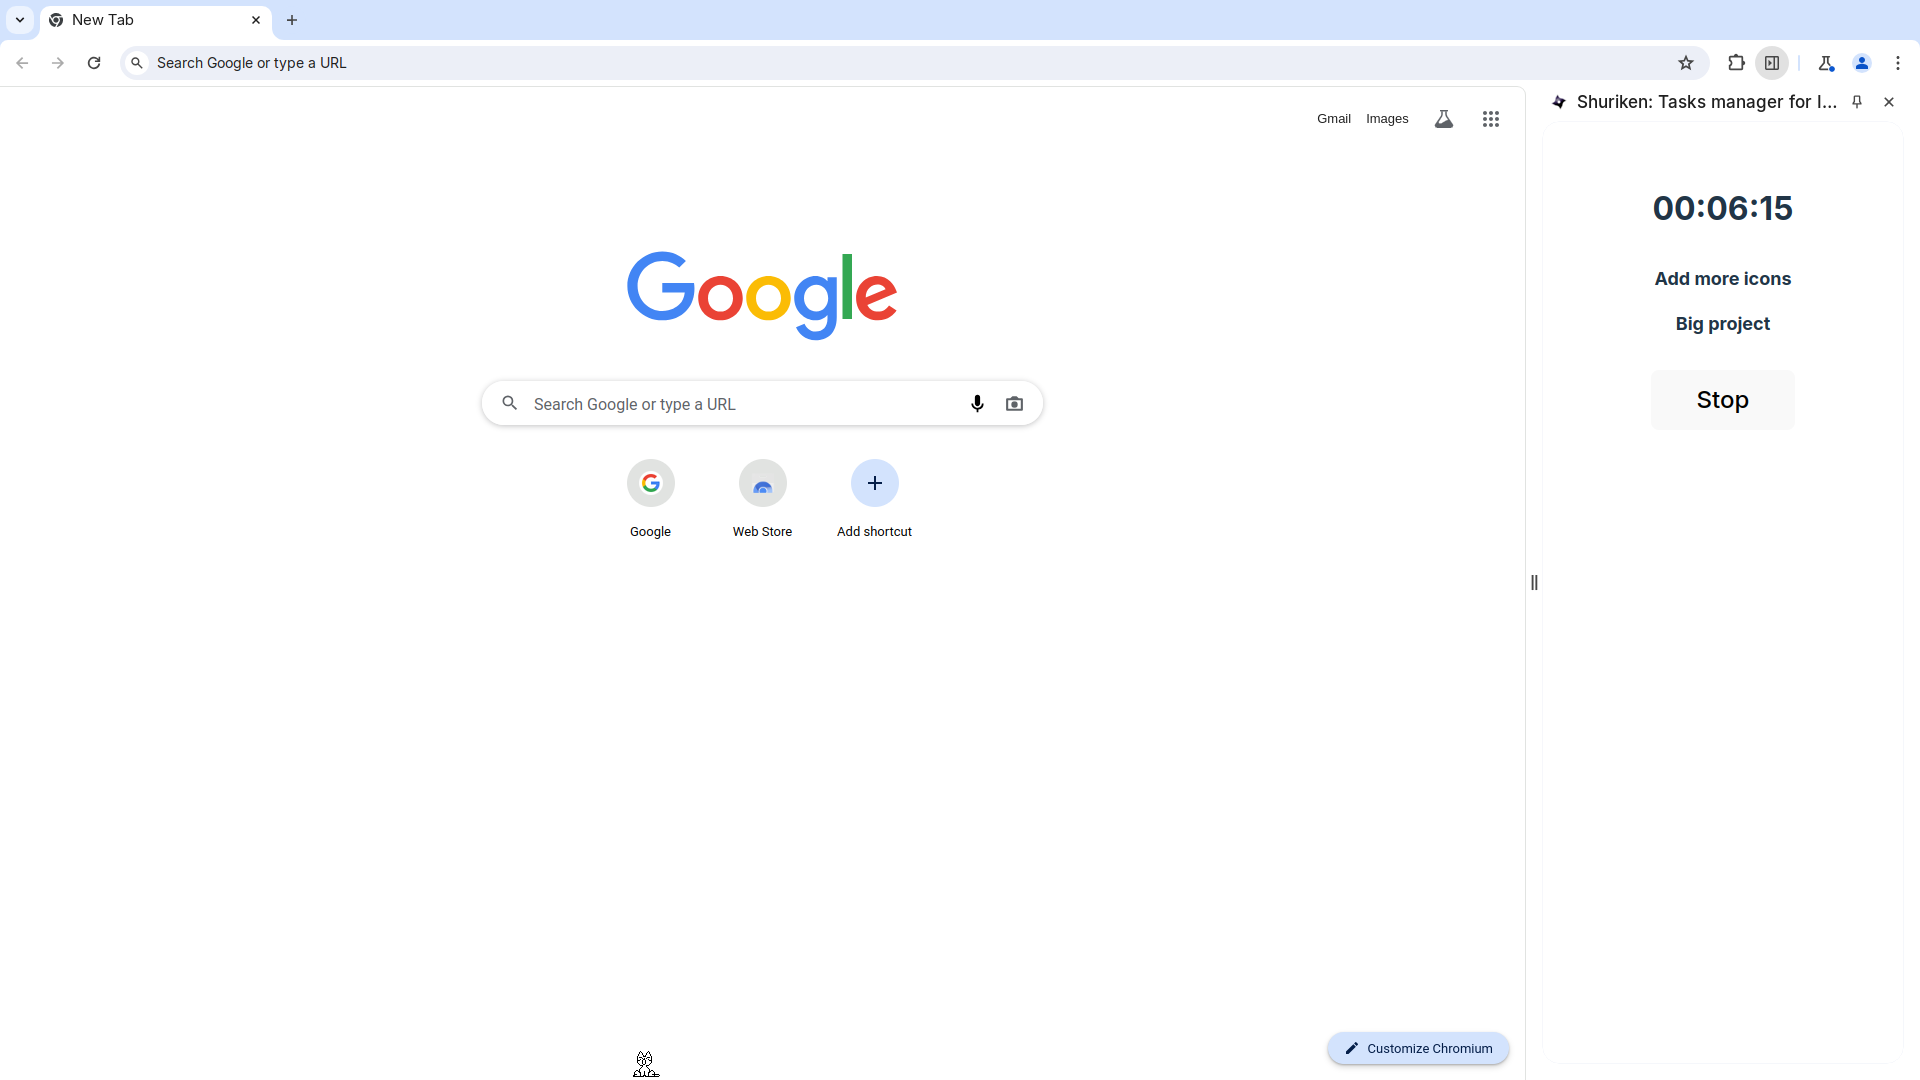 New Tab
Search Google or type a URL
Shuriken: Tasks manager for I...
Gmail Images
00:06:15
Google
Add more icons
Big project
Stop
Search Google or type a URL
Google Web Store Add shortcut
Customize Chromium